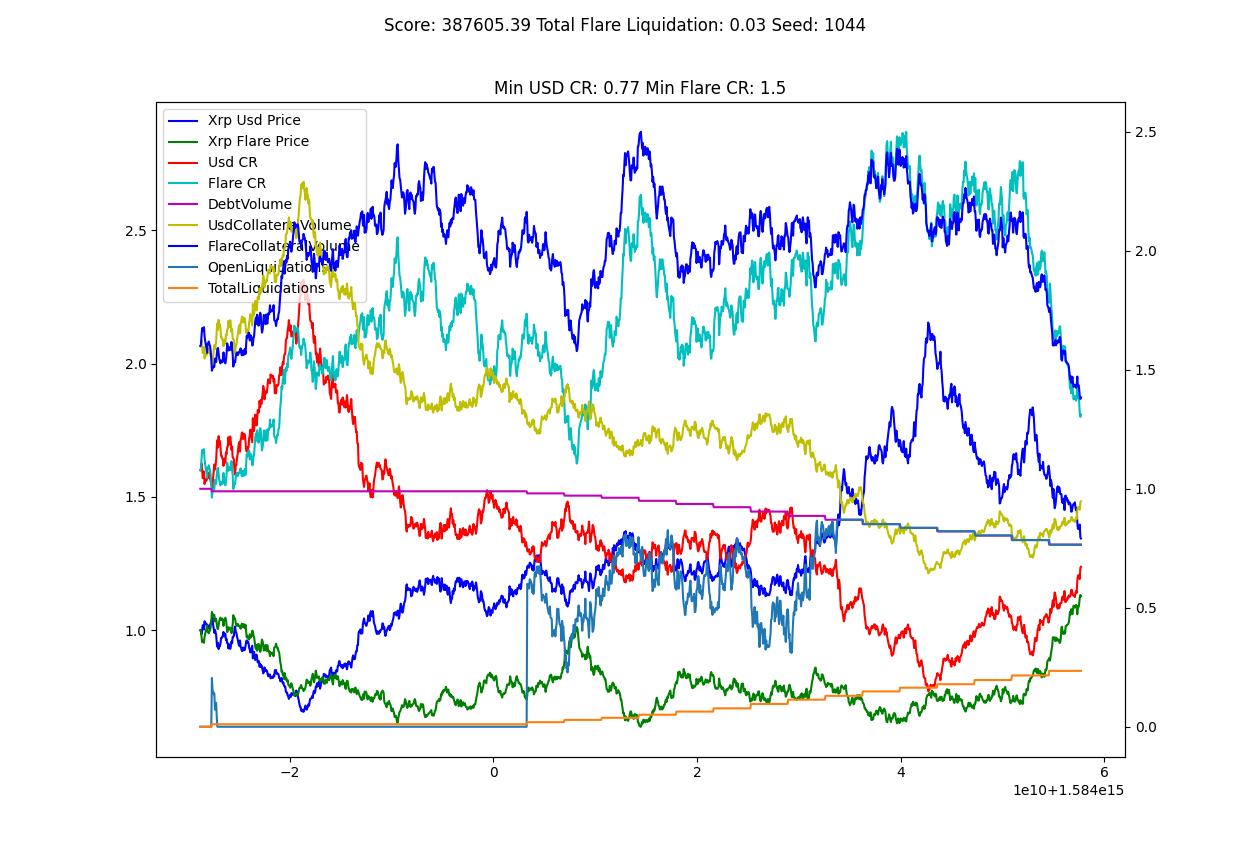 Score: 387605.39 Total Flare Liquidation: 0.03 Seed: 1044
Min USD CR: 0.77 Min Flare CR: 1.5
Xrp Usd Price
Xrp Flare Price
Usd CR
Flare CR
DebtVolume
UsdCollateralVolume
FlareCollateralVolume
OpenLiquidations
TotalLiquidations
2.5
2.0
1.5
1.0
2.5
2.0
1.5
1.0
0.5
0.0
−2
0
2
4
6
1e10+1.584e15